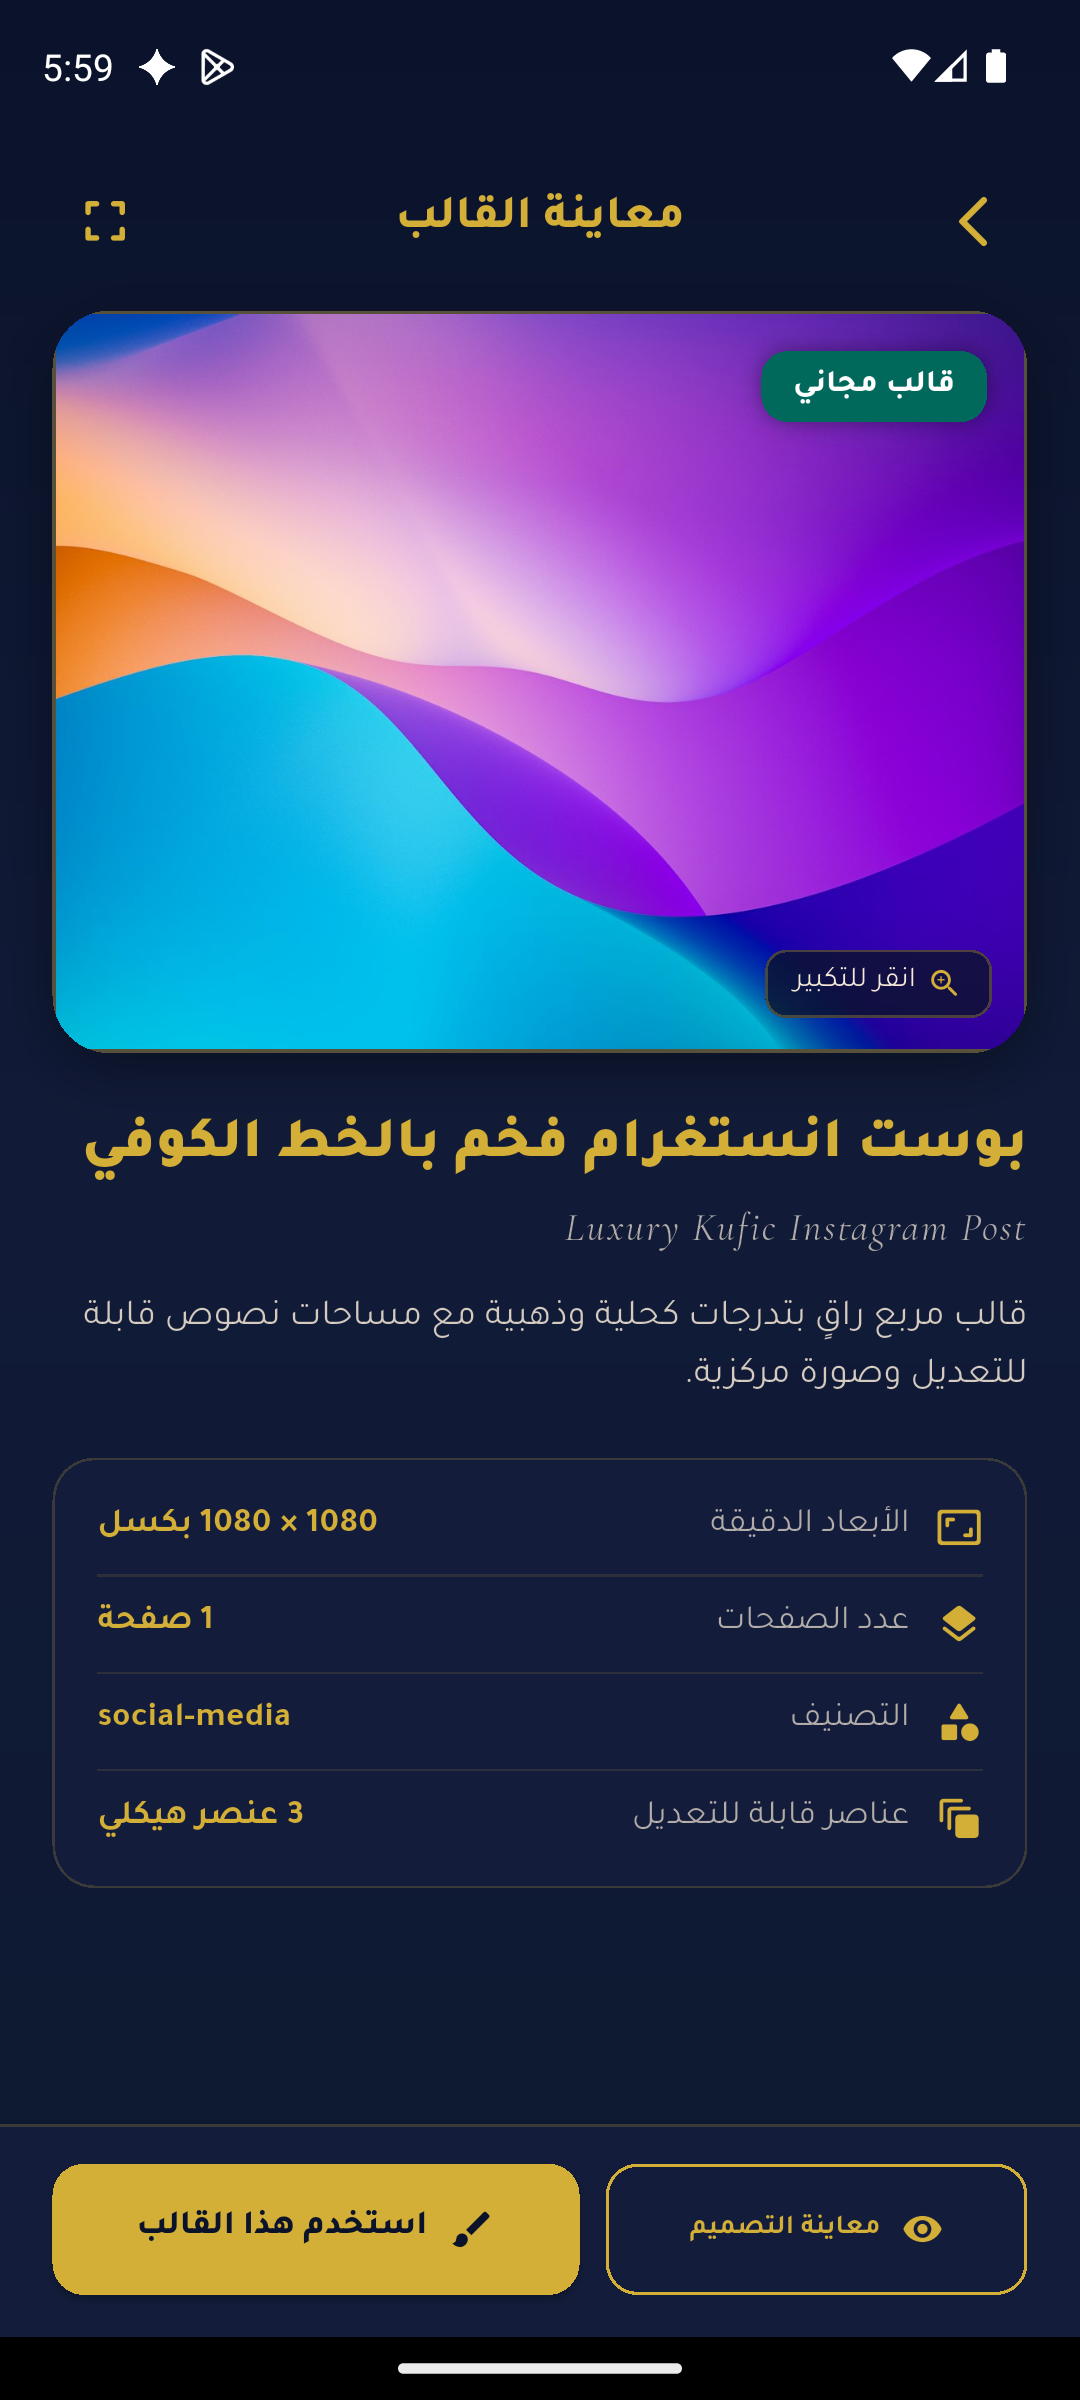 5:59
معاينة القالب
قالب مجاني
انقر للتكبير
بوست انستغرام فخم بالخط الكوفي
Luxury Kufic Instagram Post
قالب مربع راقٍ بتدرجات كحلية وذهبية مع مساحات نصوص قابلة
للتعديل وصورة مركزية.
الأبعاد الدقيقة 1080 × 1080 بكسل
عدد الصفحات 1 صفحة
التصنيف social-media
عناصر قابلة للتعديل 3 عنصر هيكلي
معاينة التصميم استخدم هذا القالب